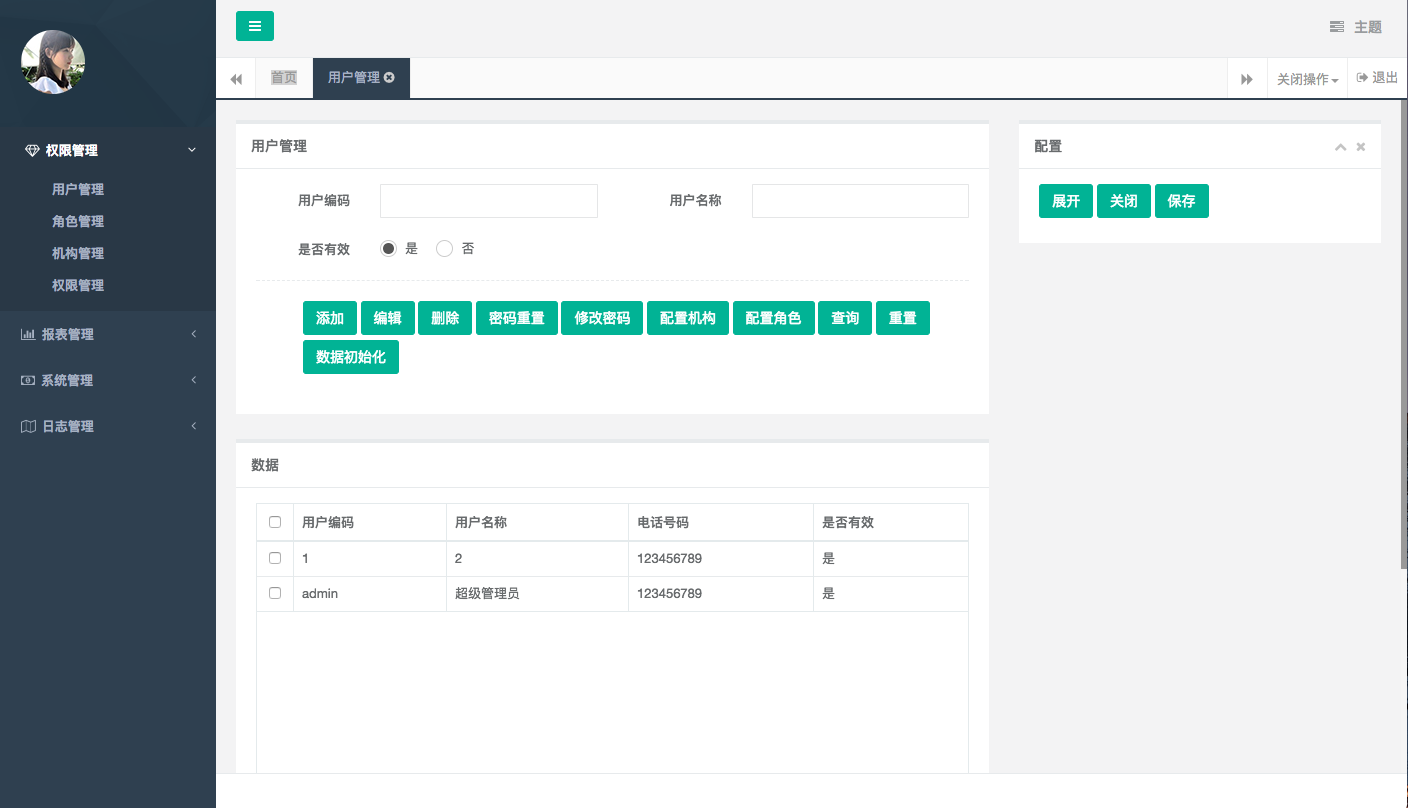 主题
首页
用户管理
关闭操作
退出
权限管理
用户管理
角色管理
机构管理
权限管理
报表管理
系统管理
日志管理
用户管理
用户编码
用户名称
是否有效 是 否
添加 编辑 删除 密码重置 修改密码 配置机构 配置角色 查询 重置
数据初始化
配置
展开 关闭 保存
数据
用户编码 用户名称 电话号码 是否有效
1 2 123456789 是
admin 超级管理员 123456789 是